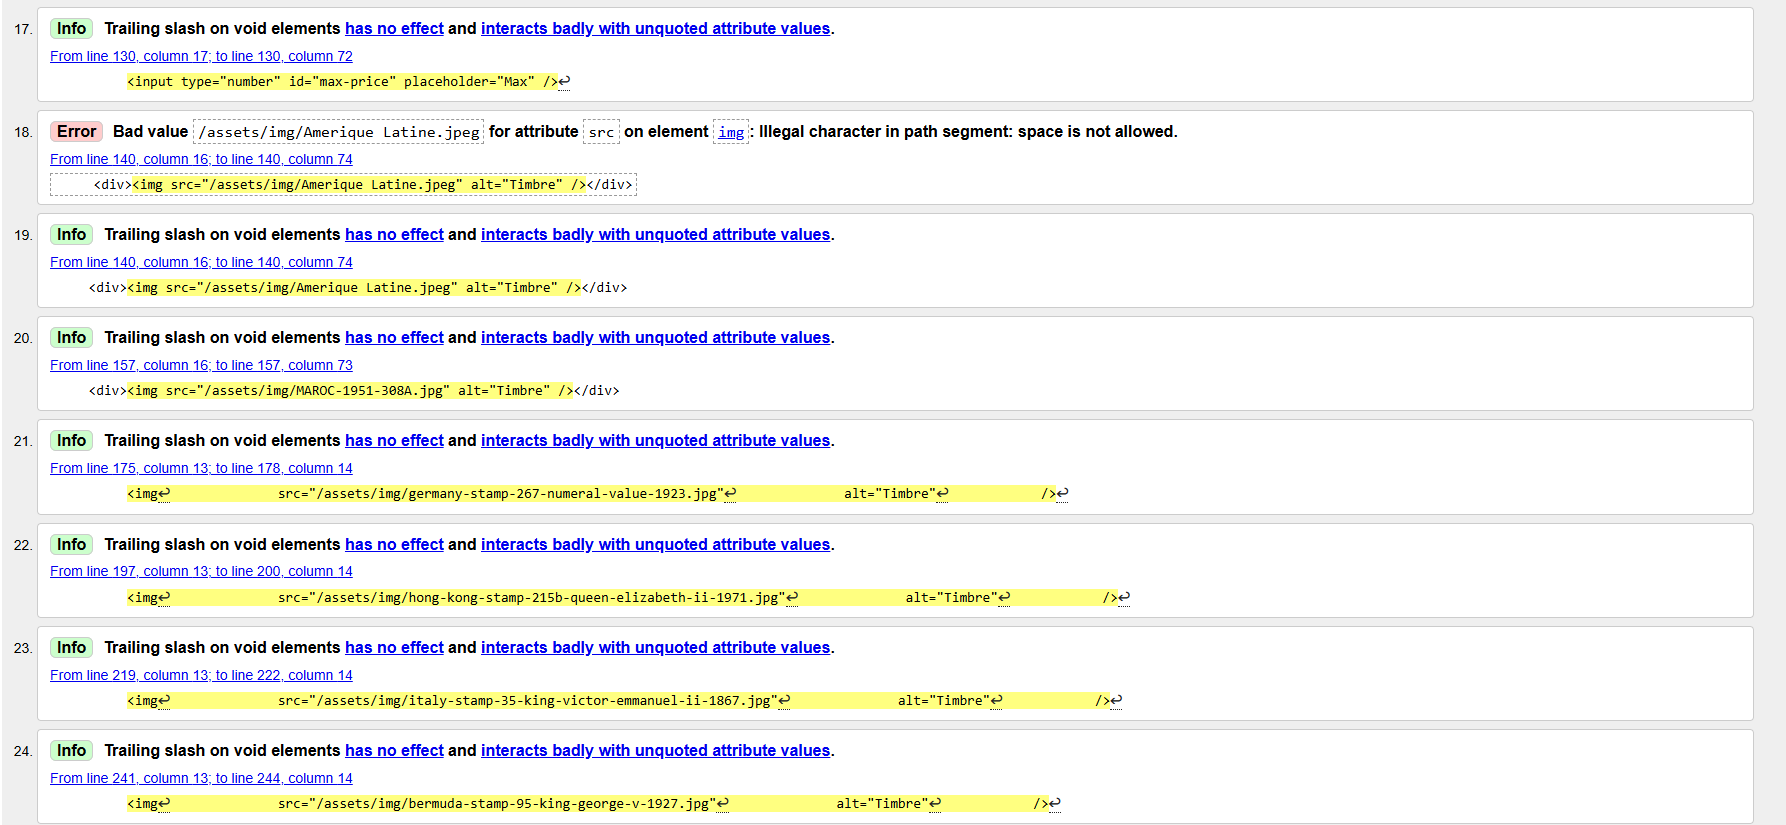 17. Info Trailing slash on void elements has no effect and interacts badly with unquoted attribute values.
From line 130, column 17; to line 130, column 72
<input type="number" id="max-price" placeholder="Max" />↩
18. Error Bad value /assets/img/Amerique Latine.jpeg for attribute src on element img: Illegal character in path segment: space is not allowed.
From line 140, column 16; to line 140, column 74
<div><img src="/assets/img/Amerique Latine.jpeg" alt="Timbre" /></div>
19. Info Trailing slash on void elements has no effect and interacts badly with unquoted attribute values.
From line 140, column 16; to line 140, column 74
<div><img src="/assets/img/Amerique Latine.jpeg" alt="Timbre" /></div>
20. Info Trailing slash on void elements has no effect and interacts badly with unquoted attribute values.
From line 157, column 16; to line 157, column 73
<div><img src="/assets/img/MAROC-1951-308A.jpg" alt="Timbre" /></div>
21. Info Trailing slash on void elements has no effect and interacts badly with unquoted attribute values.
From line 175, column 13; to line 178, column 14
<img↩ src="/assets/img/germany-stamp-267-numeral-value-1923.jpg"↩ alt="Timbre"↩ />↩
22. Info Trailing slash on void elements has no effect and interacts badly with unquoted attribute values.
From line 197, column 13; to line 200, column 14
<img↩ src="/assets/img/hong-kong-stamp-215b-queen-elizabeth-ii-1971.jpg"↩ alt="Timbre"↩ />↩
23. Info Trailing slash on void elements has no effect and interacts badly with unquoted attribute values.
From line 219, column 13; to line 222, column 14
<img↩ src="/assets/img/italy-stamp-35-king-victor-emmanuel-ii-1867.jpg"↩ alt="Timbre"↩ />↩
24. Info Trailing slash on void elements has no effect and interacts badly with unquoted attribute values.
From line 241, column 13; to line 244, column 14
<img↩ src="/assets/img/bermuda-stamp-95-king-george-v-1927.jpg"↩ alt="Timbre"↩ />↩